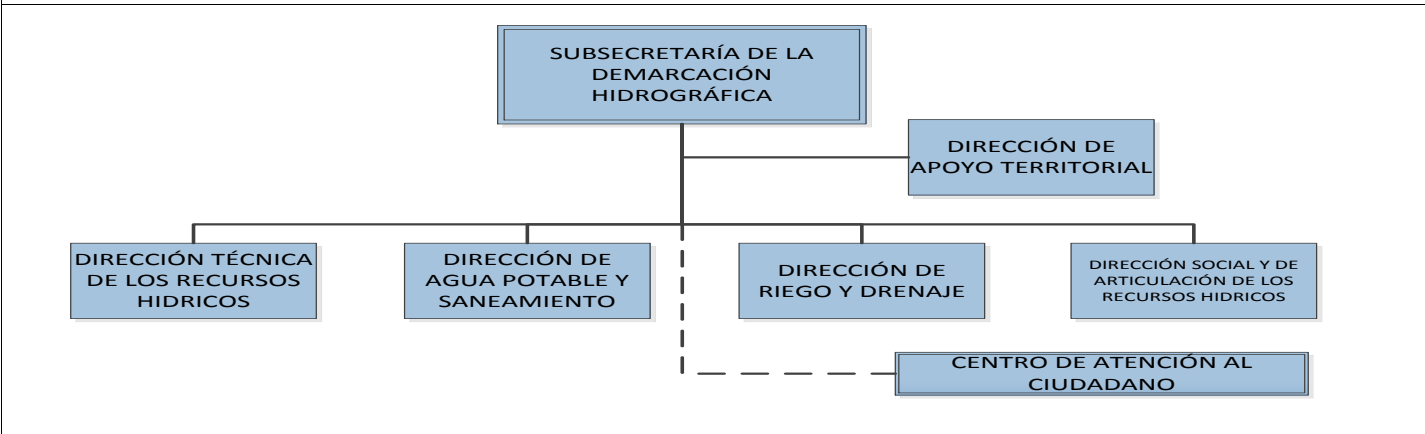 SUBSECRETARÍA DE LA
DEMARCACIÓN
HIDROGRÁFICA
DIRECCIÓN DE
APOYO TERRITORIAL
DIRECCIÓN TÉCNICA
DE LOS RECURSOS
HIDRICOS
DIRECCIÓN DE
AGUA POTABLE Y
SANEAMIENTO
DIRECCIÓN DE
RIEGO Y DRENAJE
DIRECCIÓN SOCIAL Y DE
ARTICULACIÓN DE LOS
RECURSOS HIDRICOS
CENTRO DE ATENCIÓN AL
CIUDADANO